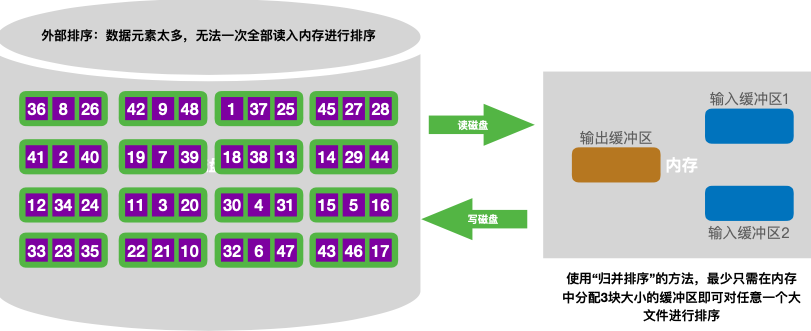 外部排序：数据元素太多，无法一次全部读入内存进行排序
36 8 26 42 9 48 1 37 25 45 27 28
41 2 40 19 7 39 18 38 13 14 29 44
12 34 24 11 3 20 30 4 31 15 5 16
33 23 35 22 21 10 32 6 47 43 46 17
读磁盘
写磁盘
输入缓冲区1
输出缓冲区
内存
输入缓冲区2
使用“归并排序”的方法，最少只需在内存
中分配3块大小的缓冲区即可对任意一个大
文件进行排序